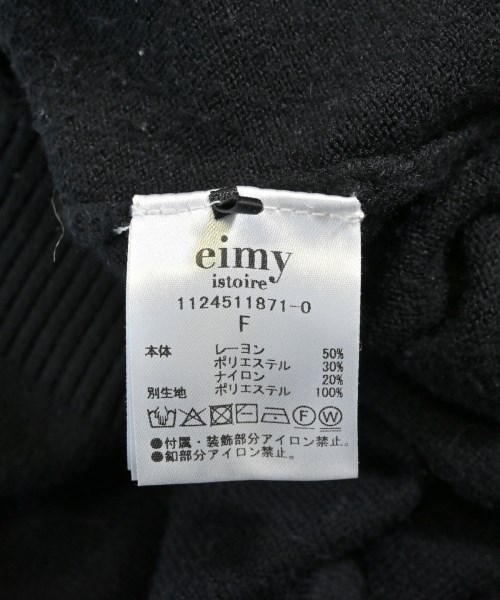 eimy
istoire
1124511871-0
F
本体 レーヨン 50%
ポリエステル 30%
ナイロン 20%
別生地 ポリエステル 100%
F W
●付属・装飾部分アイロン禁止。
●釦部分アイロン禁止。